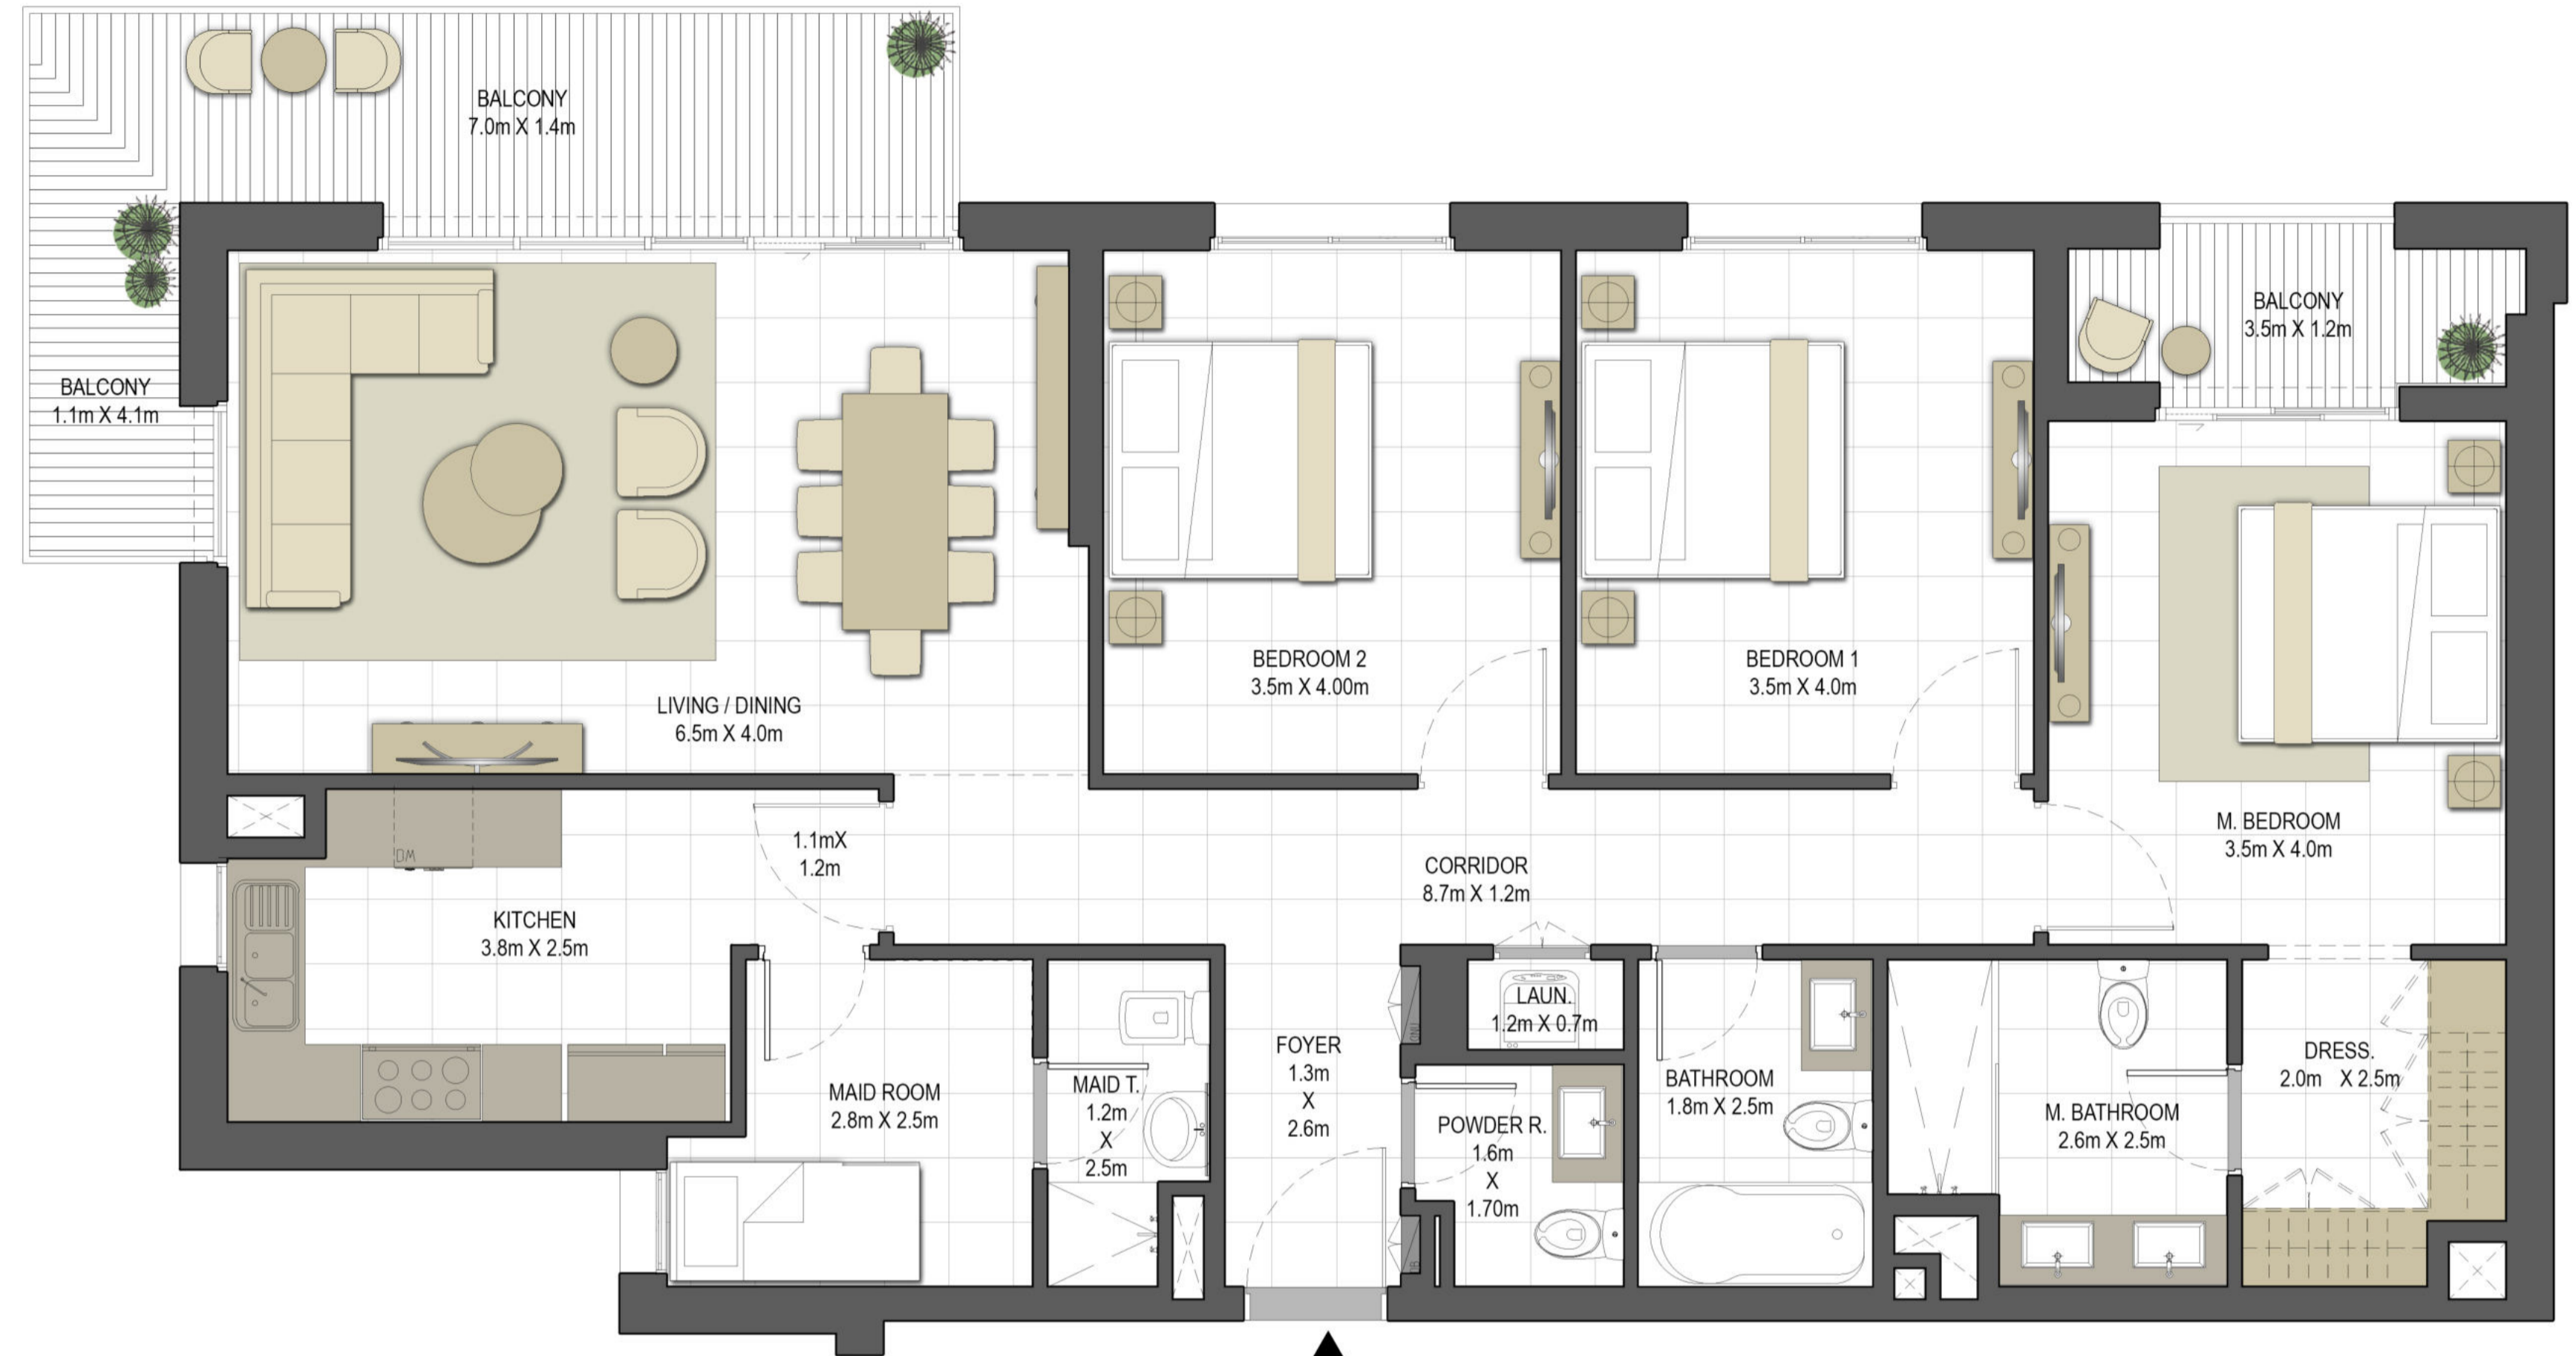 BALCONY
7.0m X 1.4m
BALCONY
1.1m X 4.1m
BALCONY
3.5m X 1.2m
LIVING / DINING
6.5m X 4.0m
BEDROOM 2
3.5m X 4.00m
BEDROOM 1
3.5m X 4.0m
M. BEDROOM
3.5m X 4.0m
1.1mX
1.2m
CORRIDOR
8.7m X 1.2m
DW
KITCHEN
3.8m X 2.5m
MAID ROOM
2.8m X 2.5m
MAID T.
1.2m
X
2.5m
FOYER
1.3m
X
2.6m
LAUN.
1.2m X 0.7m
POWDER R.
1.6m
X
1.70m
BATHROOM
1.8m X 2.5m
M. BATHROOM
2.6m X 2.5m
DRESS.
2.0m X 2.5m